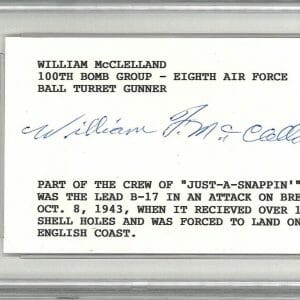 WILLIAM McCLELLAND
100TH BOMB GROUP - EIGHTH AIR FORCE
BALL TURRET GUNNER
William F. McClella
PART OF THE CREW OF "JUST-A-SNAPPIN'"
WAS THE LEAD B-17 IN AN ATTACK ON BRE
OCT. 8, 1943, WHEN IT RECIEVED OVER 1
SHELL HOLES AND WAS FORCED TO LAND ON
ENGLISH COAST.